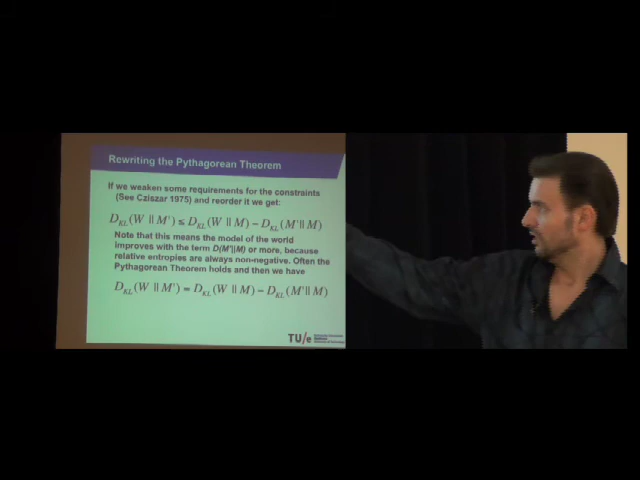 Rewriting the Pythagorean Theorem
If we weaken some requirements for the constraints
(See Cziszar 1975) and reorder it we get:
D_KL(W || M') ≤ D_KL(W || M) − D_KL(M' || M)
Note that this means the model of the world
improves with the term D(M'||M) or more, because
relative entropies are always non-negative. Often the
Pythagorean Theorem holds and then we have
D_KL(W || M') = D_KL(W || M) − D_KL(M' || M)
TU/e